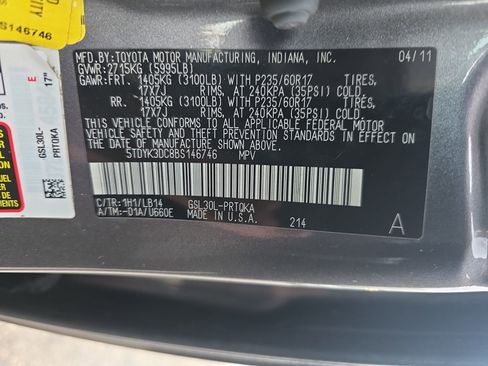 S146746
MFD.BY:TOYOTA MOTOR MANUFACTURING, INDIANA, INC. 04/11
GVWR:2715KG (5995LB)
GAWR:FRT. 1405KG (3100LB) WITH P235/60R17 TIRES,
17X7J RIMS, AT 240KPA (35PSI) COLD.
RR. 1405KG (3100LB) WITH P235/60R17 TIRES,
17X7J RIMS, AT 240KPA (35PSI) COLD.
THIS VEHICLE CONFORMS TO ALL APPLICABLE FEDERAL MOTOR
VEHICLE SAFETY AND THEFT PREVENTION STANDARDS IN EFFECT
ON THE DATE OF MANUFACTURE SHOWN ABOVE.
5TDYK3DC8BS146746 MPV
C/TR:1H1/LB14 GSL30L-PRTQKA
A/TM:-01A/U660E MADE IN U.S.A. 214 A
GSL30L-
PRTQKA
17"
E